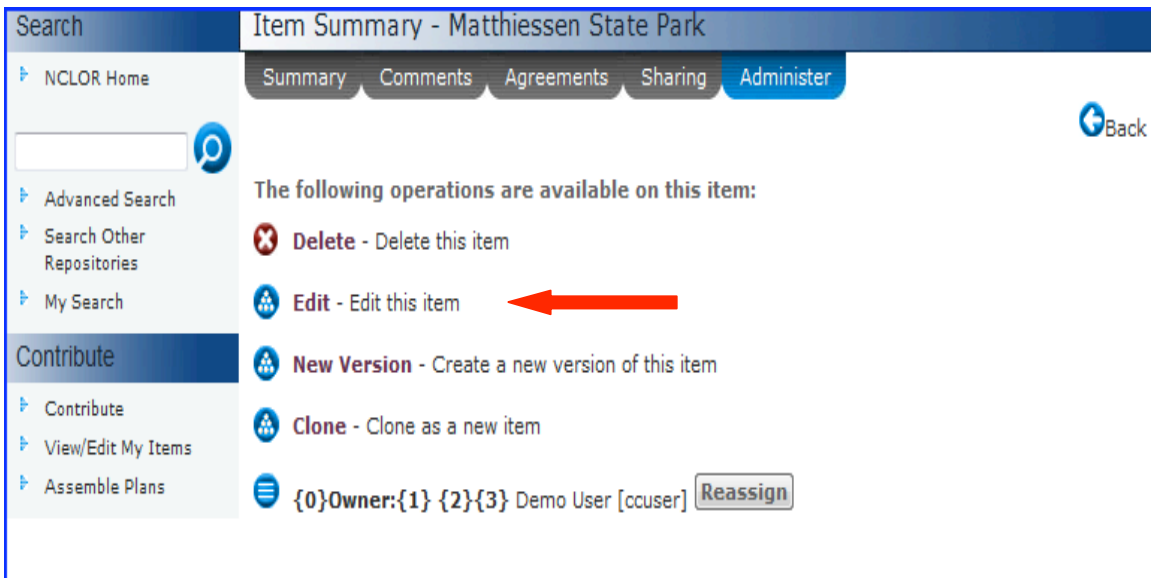 Search
NCLOR Home
Advanced Search
Search Other
Repositories
My Search
Contribute
Contribute
View/Edit My Items
Assemble Plans
Item Summary - Matthiessen State Park
Summary Comments Agreements Sharing Administer
Back
The following operations are available on this item:
Delete - Delete this item
Edit - Edit this item
New Version - Create a new version of this item
Clone - Clone as a new item
{0}Owner:{1} {2}{3} Demo User [ccuser] Reassign